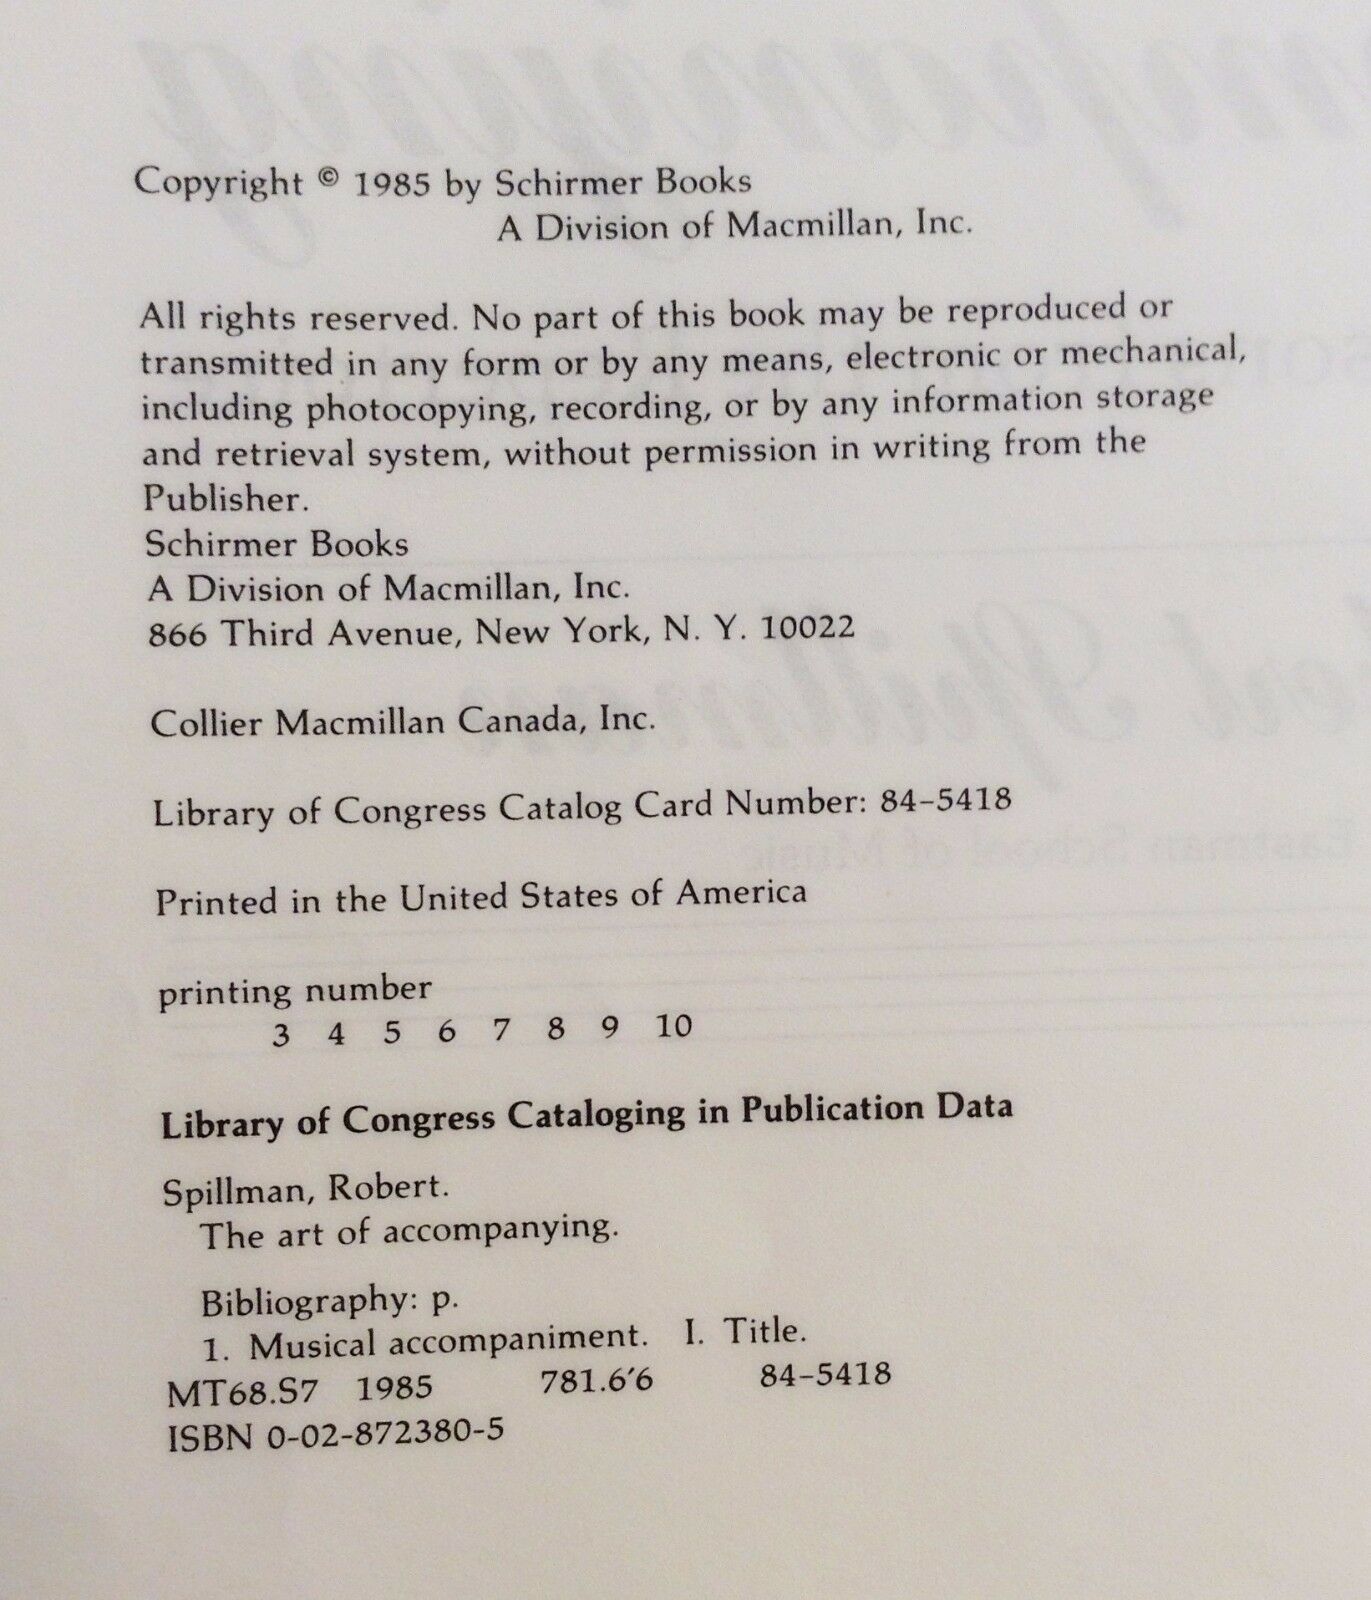 Copyright © 1985 by Schirmer Books
A Division of Macmillan, Inc.
All rights reserved. No part of this book may be reproduced or
transmitted in any form or by any means, electronic or mechanical,
including photocopying, recording, or by any information storage
and retrieval system, without permission in writing from the
Publisher.
Schirmer Books
A Division of Macmillan, Inc.
866 Third Avenue, New York, N. Y. 10022
Collier Macmillan Canada, Inc.
Library of Congress Catalog Card Number: 84–5418
Printed in the United States of America
printing number
3 4 5 6 7 8 9 10
Library of Congress Cataloging in Publication Data
Spillman, Robert.
The art of accompanying.
Bibliography: p.
1. Musical accompaniment. I. Title.
MT68.S7 1985 781.6′6 84–5418
ISBN 0-02-872380-5